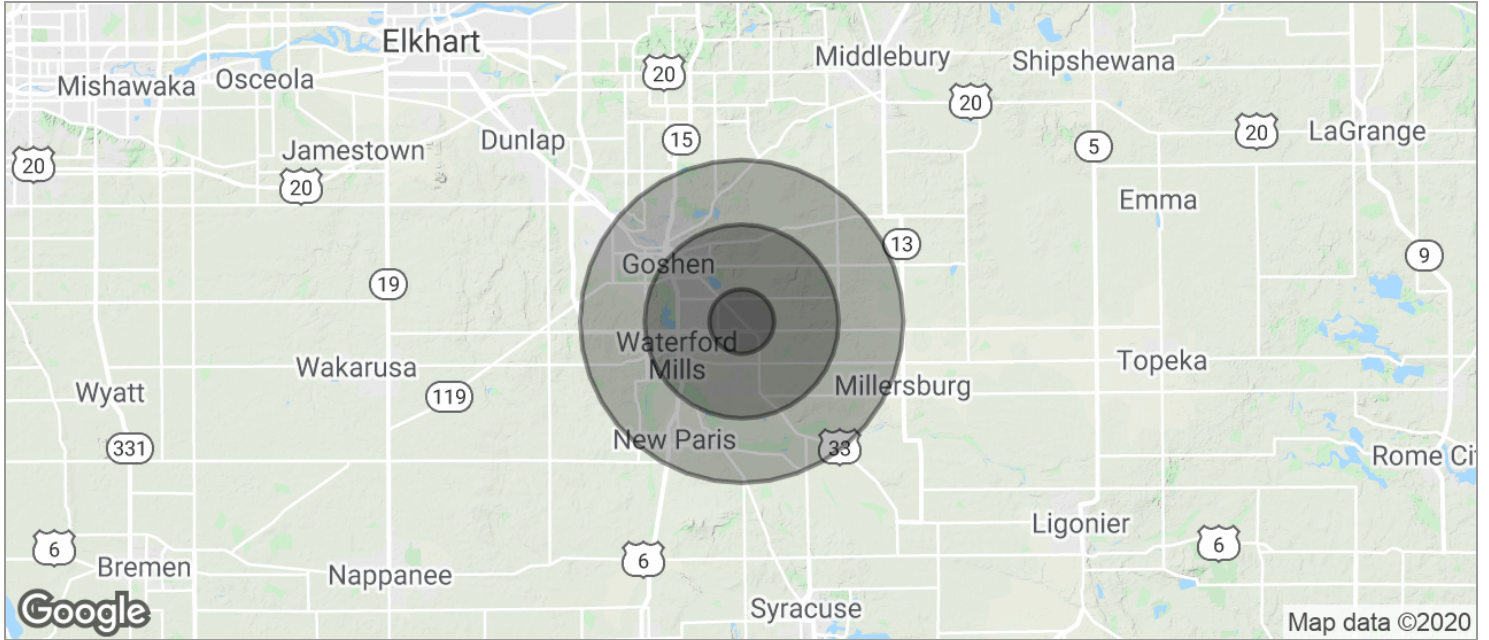 Elkhart
Middlebury
Shipshewana
Mishawaka
Osceola
20
20
15
20
LaGrange
Dunlap
Jamestown
5
20
20
Emma
13
9
Goshen
19
Waterford
Mills
Wakarusa
Topeka
Wyatt
119
Millersburg
New Paris
331
33
Rome Ci
Ligonier
6
6
6
Bremen
Nappanee
Syracuse
Google
Map data ©2020